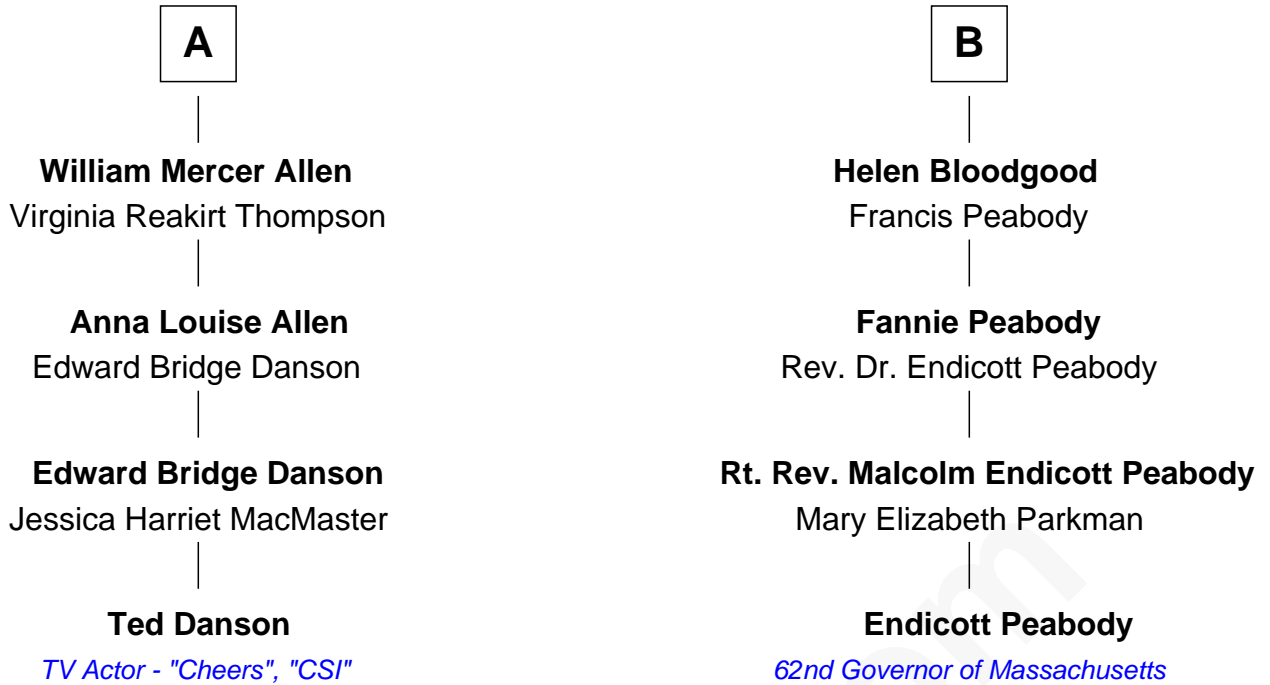 A
William Mercer Allen
Virginia Reakirt Thompson
Anna Louise Allen
Edward Bridge Danson
Edward Bridge Danson
Jessica Harriet MacMaster
Ted Danson
TV Actor - "Cheers", "CSI"
B
Helen Bloodgood
Francis Peabody
Fannie Peabody
Rev. Dr. Endicott Peabody
Rt. Rev. Malcolm Endicott Peabody
Mary Elizabeth Parkman
Endicott Peabody
62nd Governor of Massachusetts